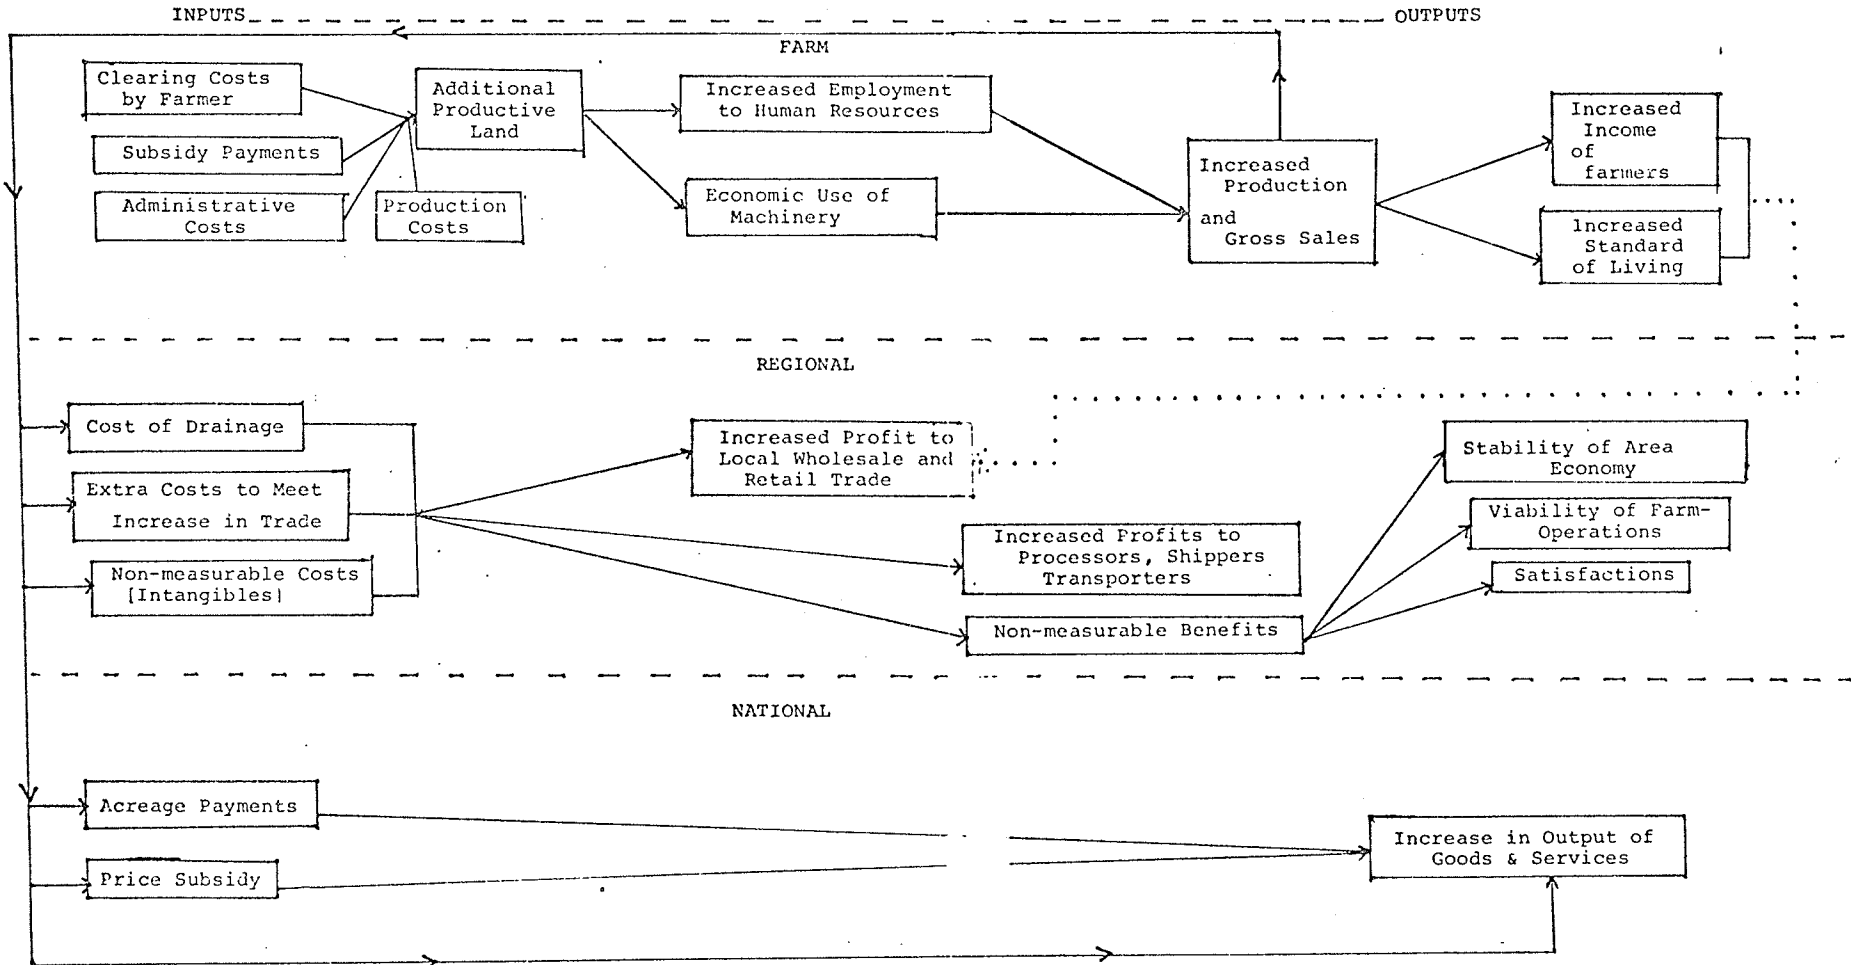 INPUTS OUTPUTS
FARM
Clearing Costs
by Farmer
Subsidy Payments
Administrative
Costs
Production
Costs
Additional
Productive
Land
Increased Employment
to Human Resources
Economic Use of
Machinery
Increased
Production
and
Gross Sales
Increased
Income
of
farmers
Increased
Standard
of Living
REGIONAL
Cost of Drainage
Extra Costs to Meet
Increase in Trade
Non-measurable Costs
[Intangibles]
Increased Profit to
Local Wholesale and
Retail Trade
Increased Profits to
Processors, Shippers
Transporters
Non-measurable Benefits
Stability of Area
Economy
Viability of Farm-
Operations
Satisfactions
NATIONAL
Acreage Payments
Price Subsidy
Increase in Output of
Goods & Services